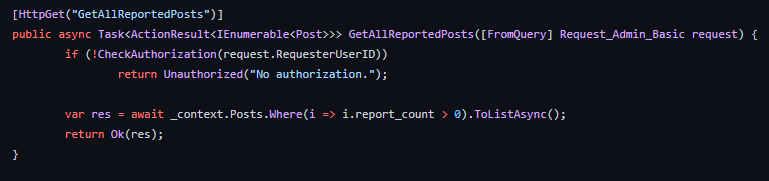 [HttpGet("GetAllReportedPosts")]
public async Task<ActionResult<IEnumerable<Post>>> GetAllReportedPosts([FromQuery] Request_Admin_Basic request) {
if (!CheckAuthorization(request.RequesterUserID))
return Unauthorized("No authorization.");
var res = await _context.Posts.Where(i => i.report_count > 0).ToListAsync();
return Ok(res);
}